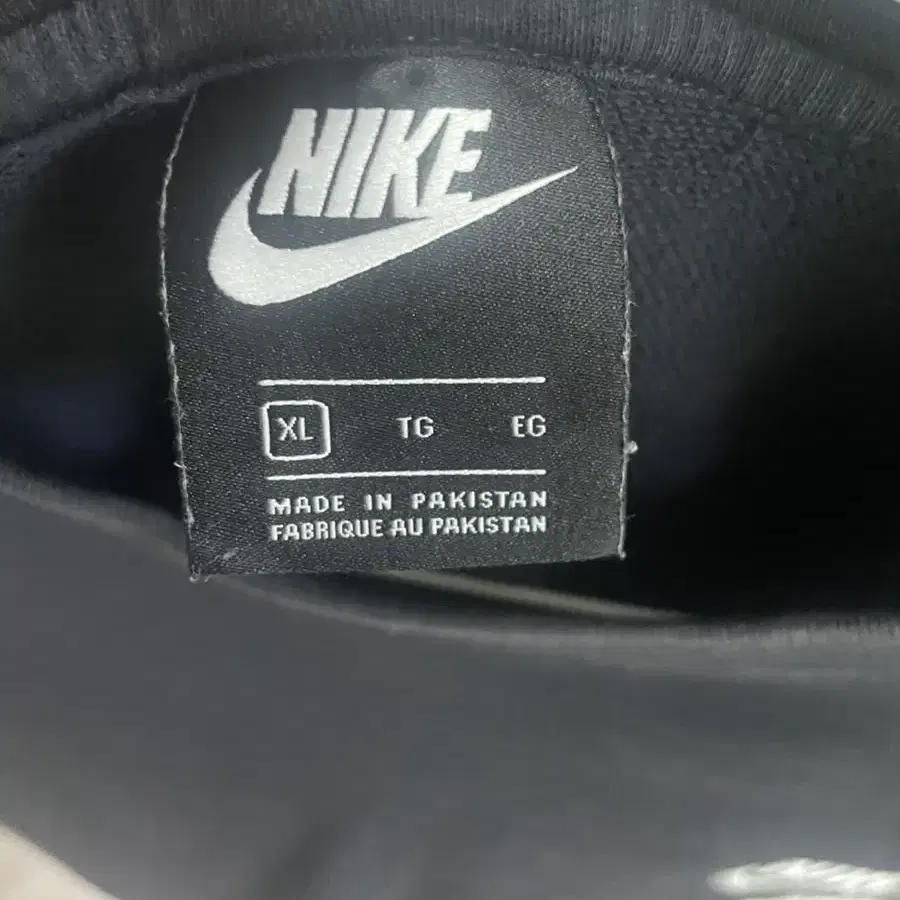 NIKE
XL TG EG
MADE IN PAKISTAN
FABRIQUE AU PAKISTAN